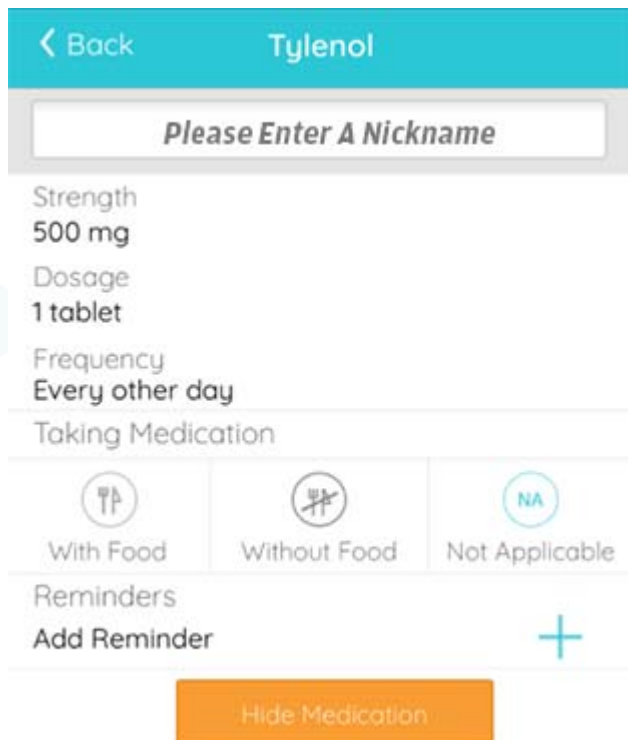 Back Tylenol
Please Enter A Nickname
Strength
500 mg
Dosage
1 tablet
Frequency
Every other day
Taking Medication
NA
With Food Without Food Not Applicable
Reminders
Add Reminder
Hide Medication